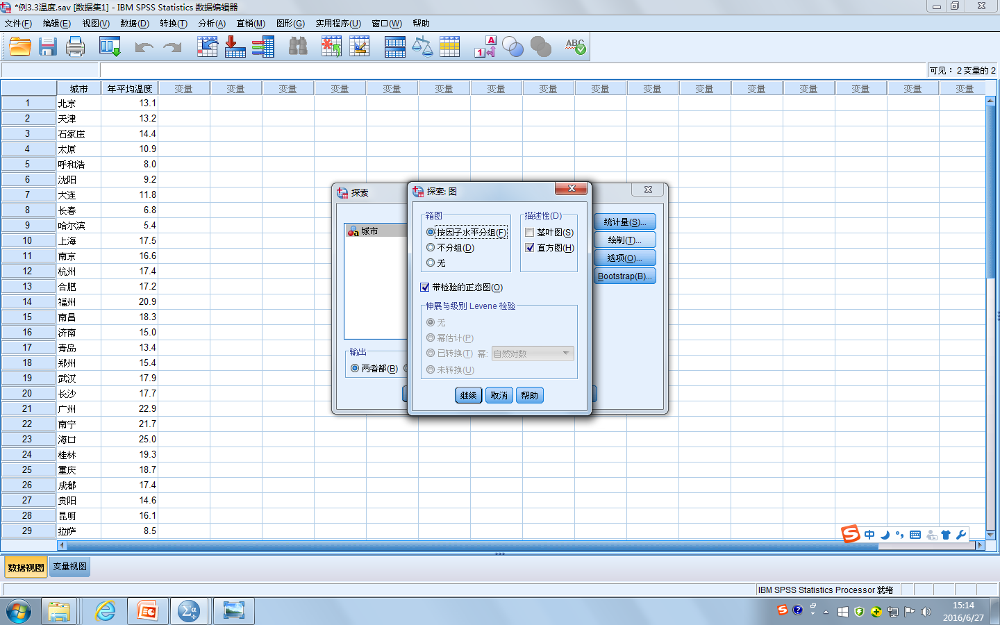 *例3.3温度.sav [数据集1] - IBM SPSS Statistics 数据编辑器
文件(F) 编辑(E) 视图(V) 数据(D) 转换(T) 分析(A) 直销(M) 图形(G) 实用程序(U) 窗口(W) 帮助
可见： 2 变量的 2
城市 年平均温度 变量 变量 变量 变量 变量 变量 变量 变量 变量 变量 变量 变量 变量 变量 变量 变量
1 北京 13.1
2 天津 13.2
3 石家庄 14.4
4 太原 10.9
5 呼和浩 8.0
6 沈阳 9.2
7 大连 11.8
8 长春 6.8
9 哈尔滨 5.4
10 上海 17.5
11 南京 16.6
12 杭州 17.4
13 合肥 17.2
14 福州 20.9
15 南昌 18.3
16 济南 15.0
17 青岛 13.4
18 郑州 15.4
19 武汉 17.9
20 长沙 17.7
21 广州 22.9
22 南宁 21.7
23 海口 25.0
24 桂林 19.3
25 重庆 18.7
26 成都 17.4
27 贵阳 14.6
28 昆明 16.1
29 拉萨 8.5
探索
城市
输出
两者都(B)
统计量(S)...
绘制(T)...
选项(O)...
Bootstrap(B)...
探索: 图
箱图
按因子水平分组(F)
不分组(D)
无
描述性(D)
茎叶图(S)
直方图(H)
带检验的正态图(O)
伸展与级别 Levene 检验
无
幂估计(P)
已转换(T) 幂: 自然对数
未转换(U)
继续 取消 帮助
中
数据视图 变量视图
IBM SPSS Statistics Processor 就绪
15:14
2016/6/27